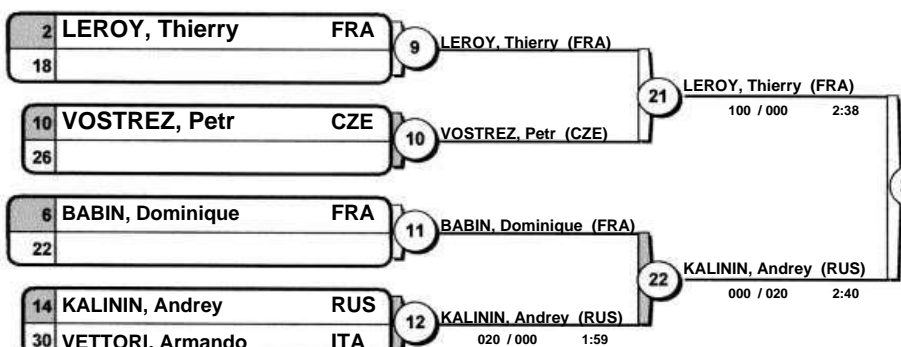 2 LEROY, Thierry FRA
18
9
LEROY, Thierry (FRA)
10 VOSTREZ, Petr CZE
26
10
VOSTREZ, Petr (CZE)
21
LEROY, Thierry (FRA)
100 / 000 2:38
6 BABIN, Dominique FRA
22
11
BABIN, Dominique (FRA)
14 KALININ, Andrey RUS
30 VETTORI, Armando ITA
12
KALININ, Andrey (RUS)
020 / 000 1:59
22
KALININ, Andrey (RUS)
000 / 020 2:40